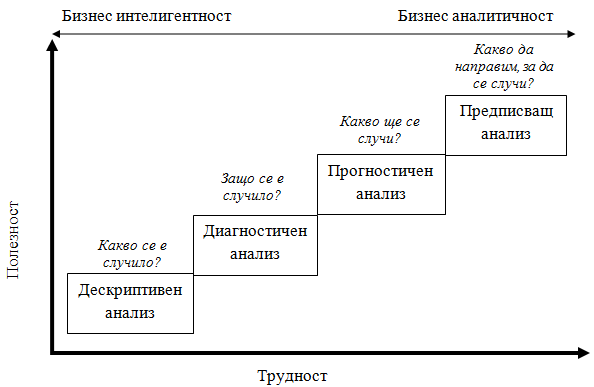 Бизнес интелигентност
Бизнес аналитичност
Какво да
направим, за да
се случи?
Предписващ
анализ
Какво ще се
случи?
Прогностичен
анализ
Защо се е
случило?
Диагностичен
анализ
Какво се е
случило?
Дескриптивен
анализ
Полезност
Трудност